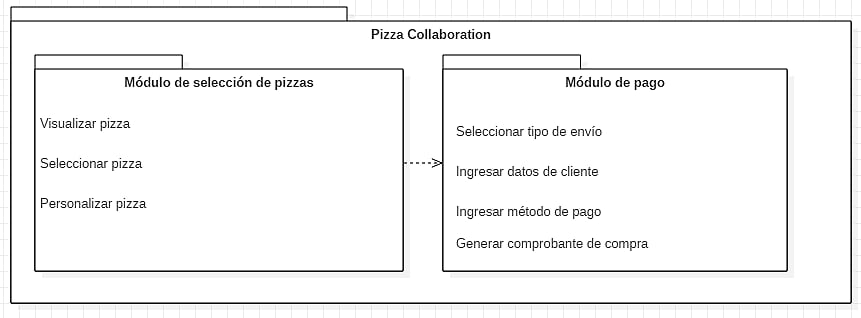 Pizza Collaboration
Módulo de selección de pizzas
Visualizar pizza
Seleccionar pizza
Personalizar pizza
Módulo de pago
Seleccionar tipo de envío
Ingresar datos de cliente
Ingresar método de pago
Generar comprobante de compra